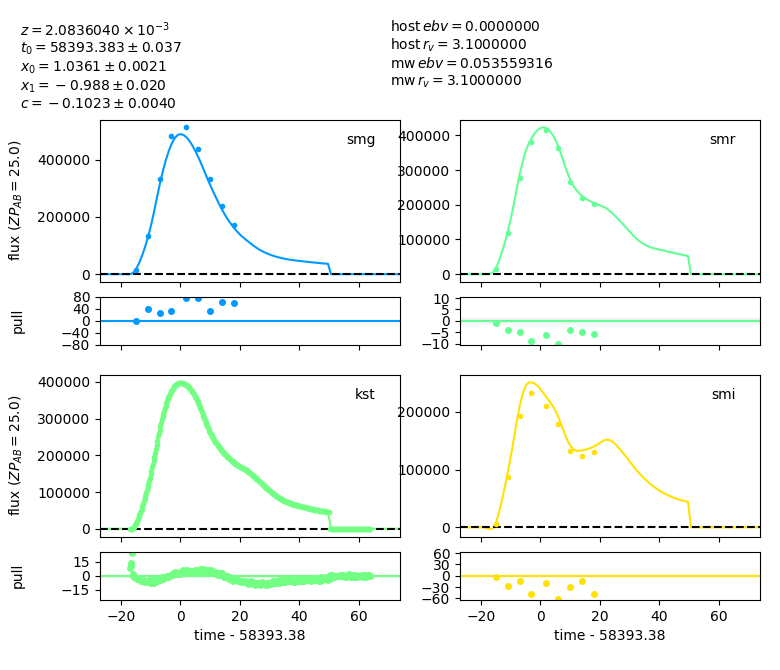 z = 2.0836040 × 10⁻³
t₀ = 58393.383 ± 0.037
x₀ = 1.0361 ± 0.0021
x₁ = −0.988 ± 0.020
c = −0.1023 ± 0.0040
host ebv = 0.0000000
host r_v = 3.1000000
mw ebv = 0.053559316
mw r_v = 3.1000000
smg
flux (ZP_AB = 25.0)
400000
200000
0
smr
400000
300000
200000
100000
0
pull
80
40
0
−40
−80
10
5
0
−5
−10
kst
flux (ZP_AB = 25.0)
400000
300000
200000
100000
0
smi
200000
100000
0
pull
15
0
−15
60
30
0
−30
−60
−20 0 20 40 60
time - 58393.38
−20 0 20 40 60
time - 58393.38